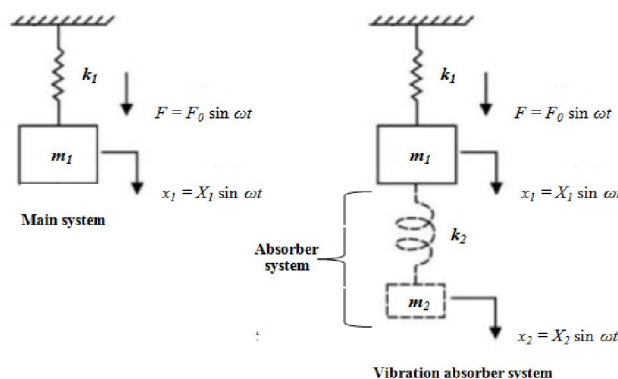 k₁
F = F₀ sin ωt
m₁
x₁ = X₁ sin ωt
Main system
k₁
F = F₀ sin ωt
m₁
x₁ = X₁ sin ωt
Absorber
system
k₂
m₂
x₂ = X₂ sin ωt
Vibration absorber system